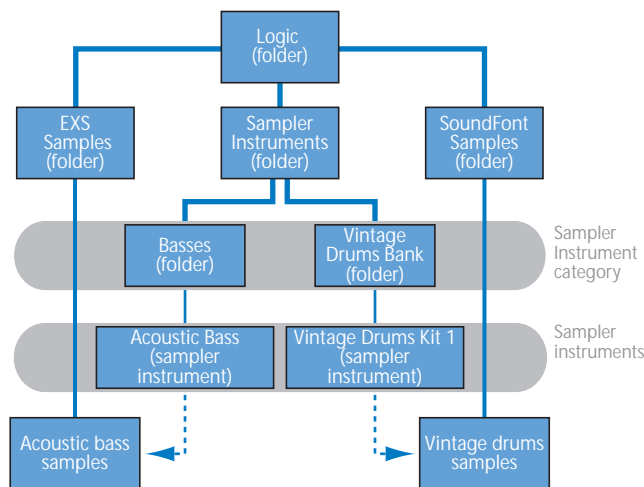 Logic
(folder)
EXS
Samples
(folder)
Sampler
Instruments
(folder)
SoundFont
Samples
(folder)
Basses
(folder)
Vintage
Drums Bank
(folder)
Sampler
Instrument
category
Acoustic Bass
(sampler
instrument)
Vintage Drums Kit 1
(sampler
instrument)
Sampler
instruments
Acoustic bass
samples
Vintage drums
samples